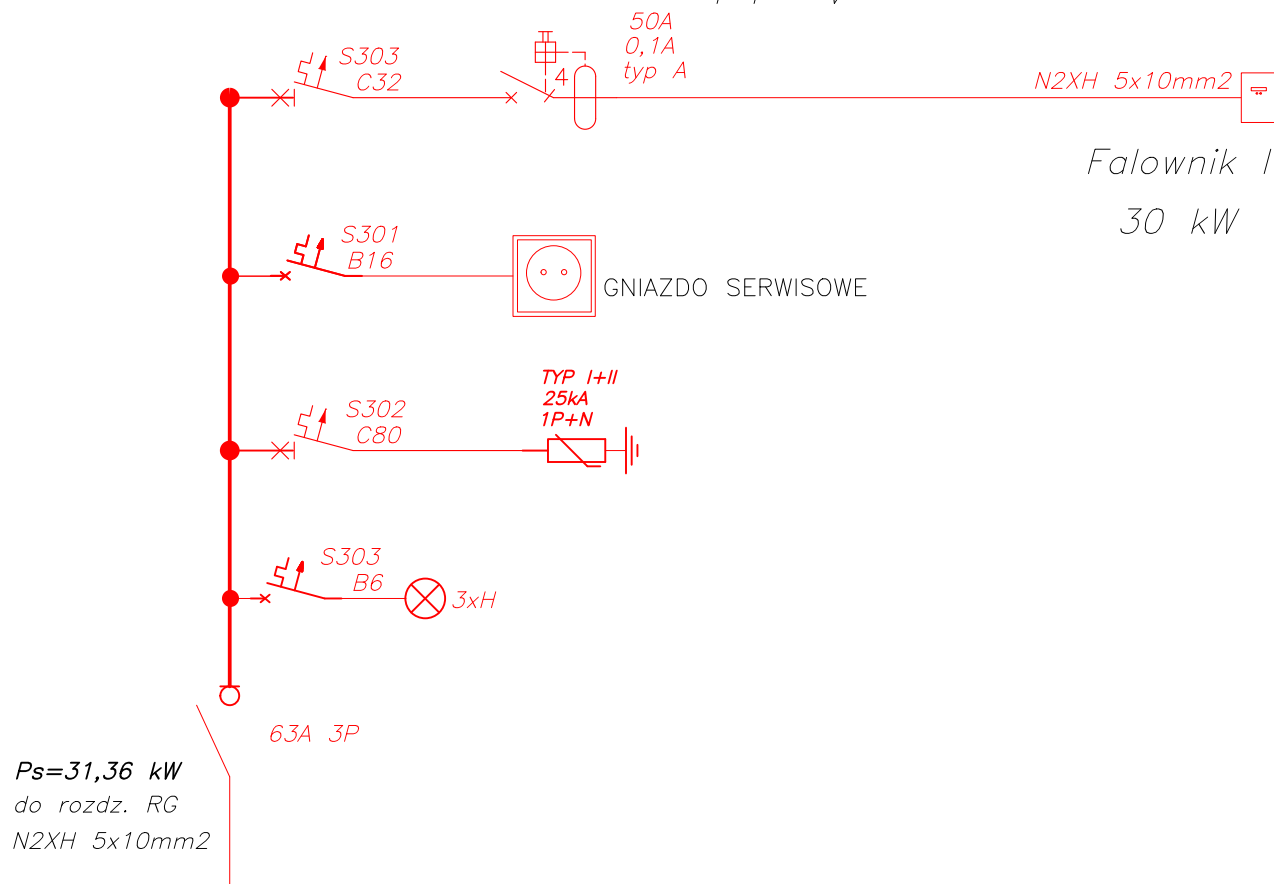 50A
0,1A
typ A
4
S303
C32
N2XH 5x10mm2
Falownik I
30 kW
S301
B16
GNIAZDO SERWISOWE
TYP I+II
25kA
1P+N
S302
C80
S303
B6
3xH
63A 3P
Ps=31,36 kW
do rozdz. RG
N2XH 5x10mm2